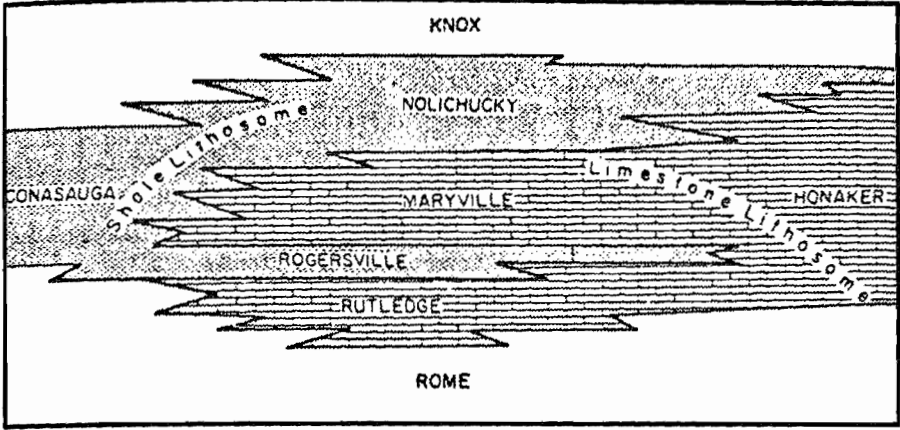 KNOX
NOLICHUCKY
Shale Lithosome
Limestone Lithosome
CONASAUGA
MARYVILLE
HONAKER
ROGERSVILLE
RUTLEDGE
ROME